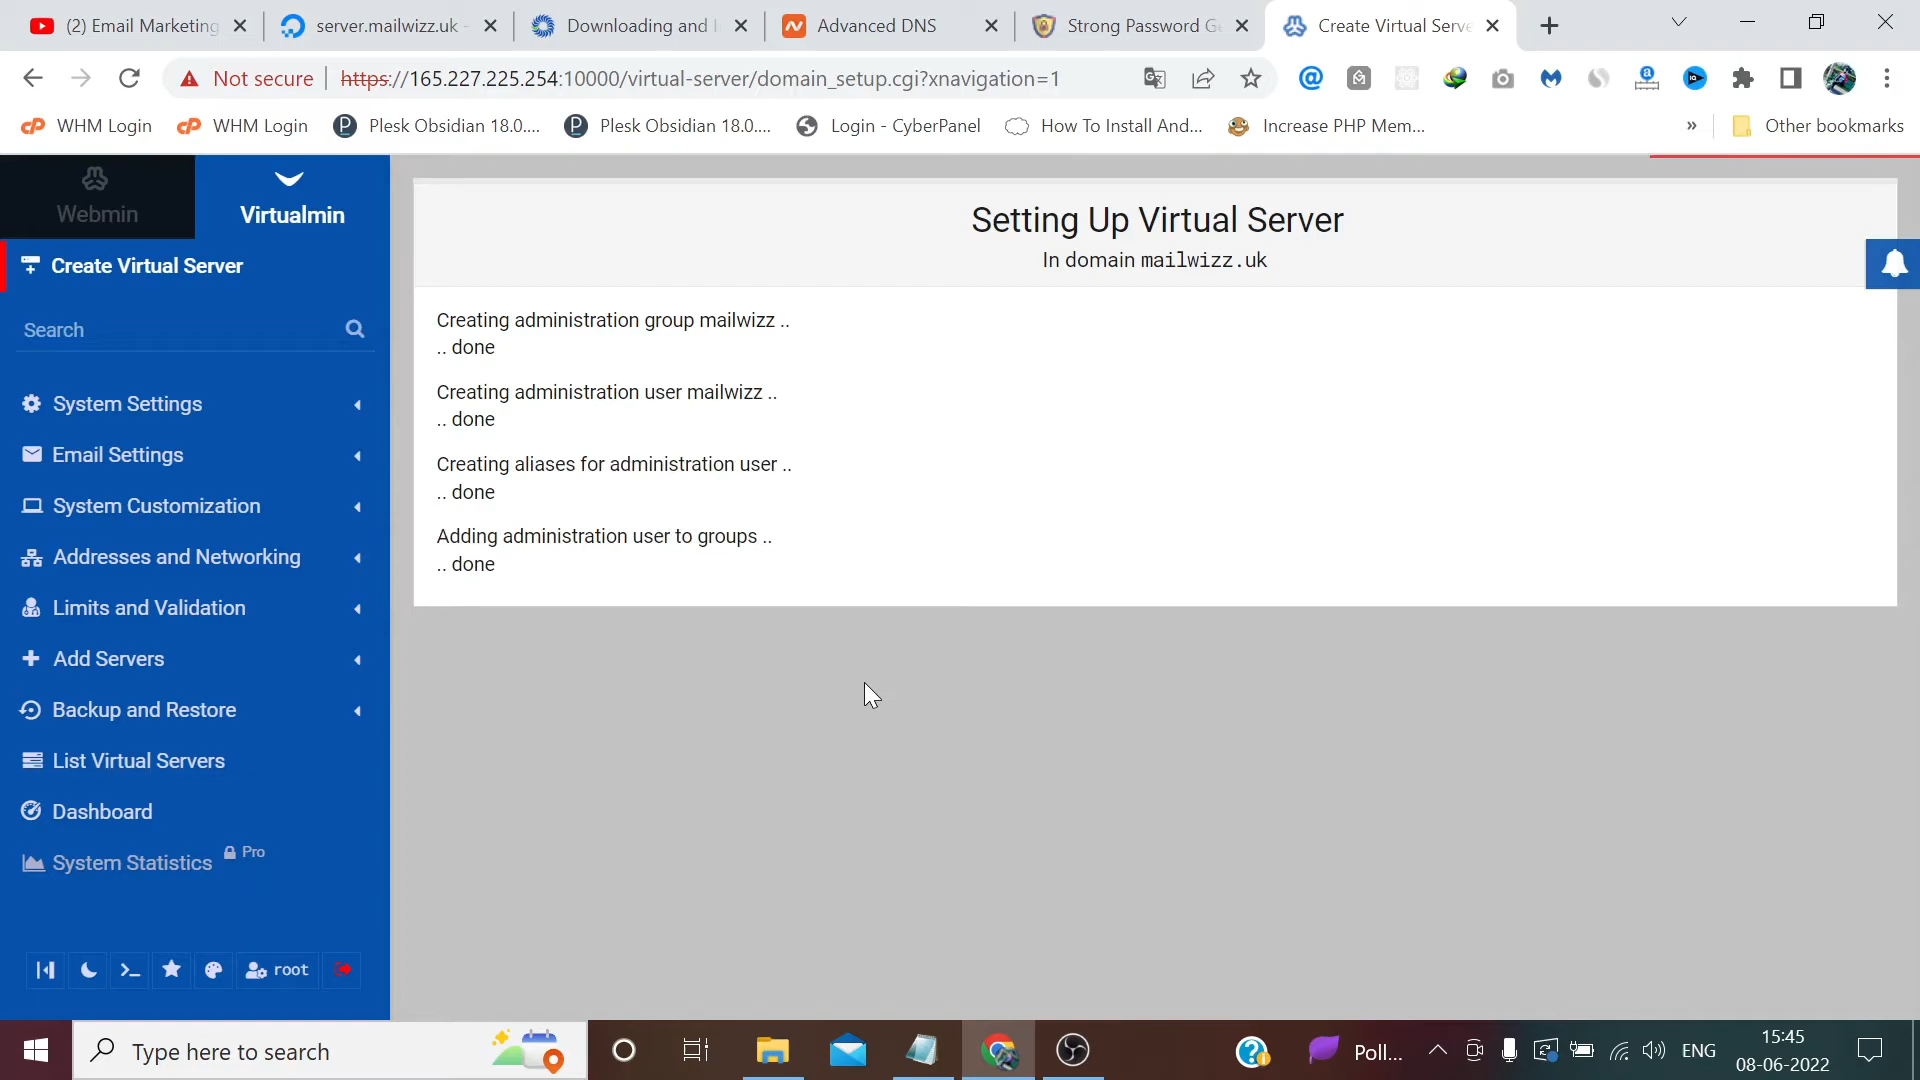 (2) Email Marketing
server.mailwizz.uk -
Downloading and I
Advanced DNS
Strong Password Ge
Create Virtual Serve
Not secure
https://165.227.225.254:10000/virtual-server/domain_setup.cgi?xnavigation=1
WHM Login
WHM Login
Plesk Obsidian 18.0....
Plesk Obsidian 18.0....
Login - CyberPanel
How To Install And...
Increase PHP Mem...
»
Other bookmarks
Webmin
Virtualmin
Create Virtual Server
Search
System Settings
Email Settings
System Customization
Addresses and Networking
Limits and Validation
Add Servers
Backup and Restore
List Virtual Servers
Dashboard
System Statistics
Pro
root
Setting Up Virtual Server
In domain mailwizz.uk
Creating administration group mailwizz ..
.. done
Creating administration user mailwizz ..
.. done
Creating aliases for administration user ..
.. done
Adding administration user to groups ..
.. done
Type here to search
Poll...
ENG
15:45
08-06-2022